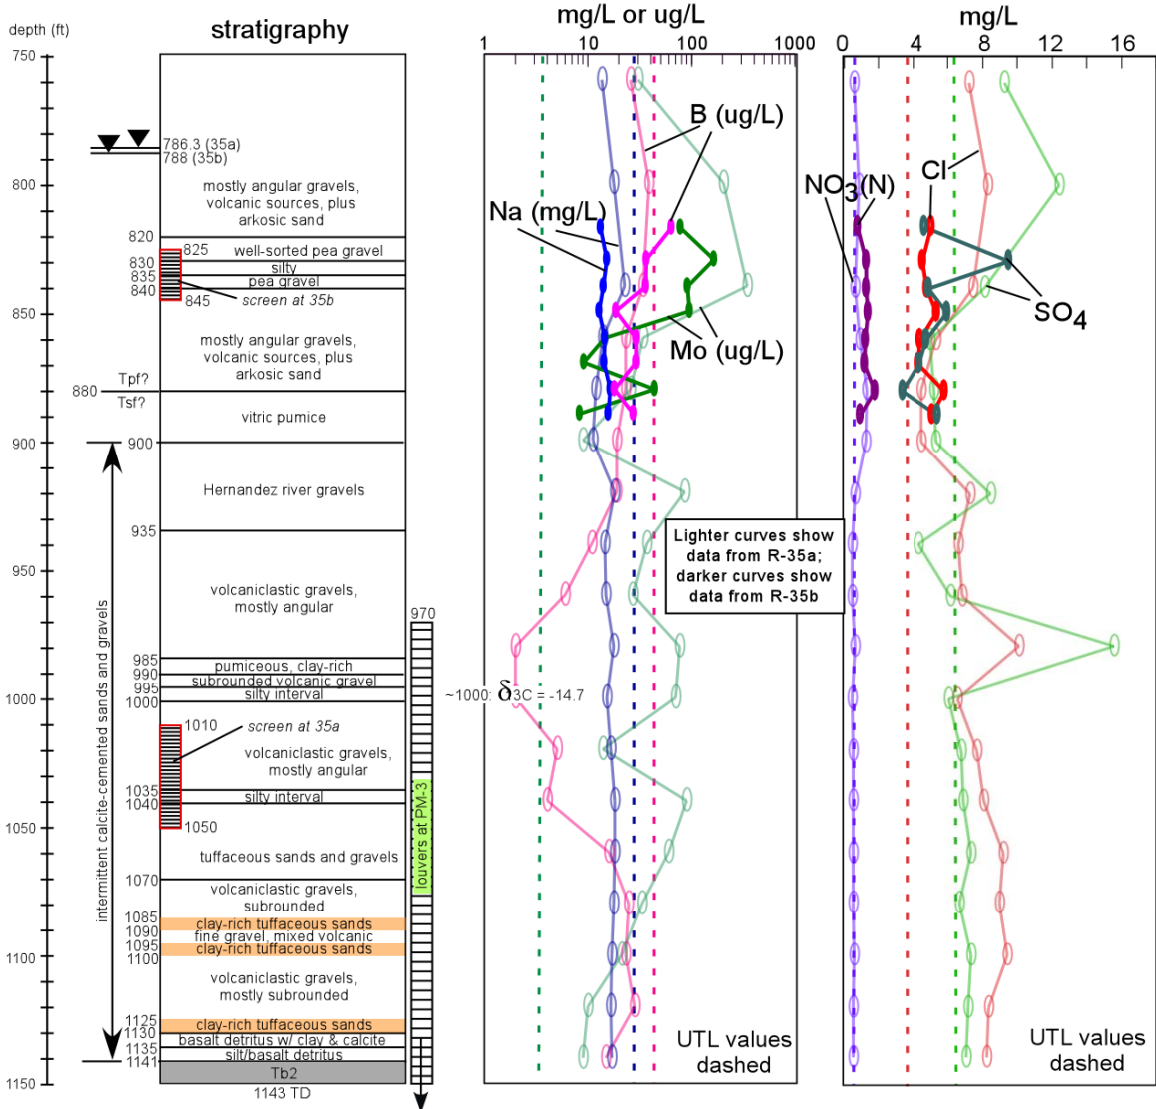 depth (ft)
stratigraphy
mg/L or ug/L
mg/L
1
10
100
1000
0
4
8
12
16
750
800
850
900
950
1000
1050
1100
1150
786.3 (35a)
788 (35b)
mostly angular gravels,
volcanic sources, plus
arkosic sand
820
825
well-sorted pea gravel
830
silty
835
pea gravel
840
screen at 35b
845
mostly angular gravels,
volcanic sources, plus
arkosic sand
Tpf?
880
Tsf?
vitric pumice
900
Hernandez river gravels
935
volcaniclastic gravels,
mostly angular
970
985
pumiceous, clay-rich
990
subrounded volcanic gravel
995
silty interval
1000
1010
screen at 35a
volcaniclastic gravels,
mostly angular
1035
silty interval
1040
1050
tuffaceous sands and gravels
1070
volcaniclastic gravels,
subrounded
1085
clay-rich tuffaceous sands
1090
fine gravel, mixed volcanic
1095
clay-rich tuffaceous sands
1100
volcaniclastic gravels,
mostly subrounded
1125
clay-rich tuffaceous sands
1130
basalt detritus w/ clay & calcite
1135
silt/basalt detritus
1141
Tb2
1143 TD
intermittent calcite-cemented sands and gravels
louvers at PM-3
B (ug/L)
Na (mg/L)
Mo (ug/L)
~1000: δ3C = -14.7
UTL values
dashed
Lighter curves show
data from R-35a;
darker curves show
data from R-35b
NO3(N)
Cl
SO4
UTL values
dashed